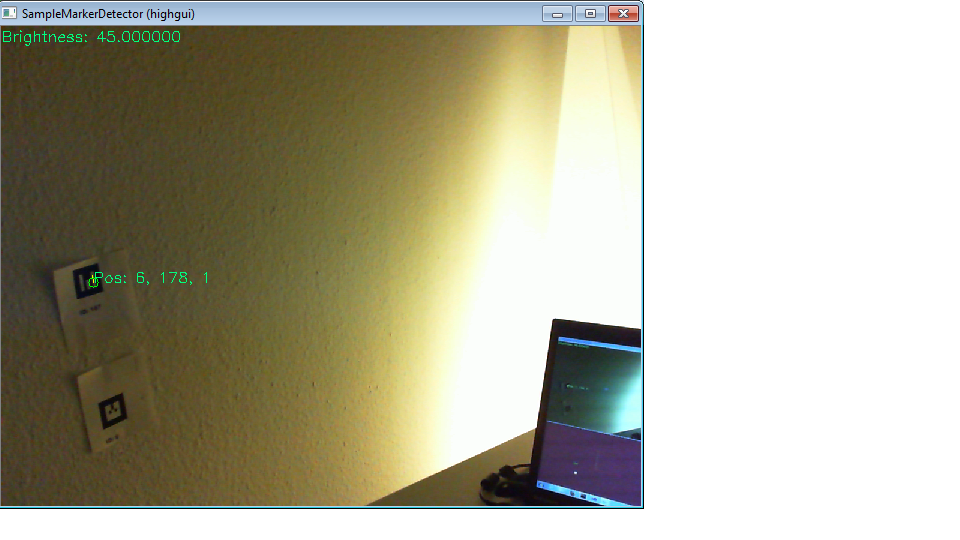 SampleMarkerDetector (highgui)
Brightness: 45.000000
Pos: 6, 178, 1